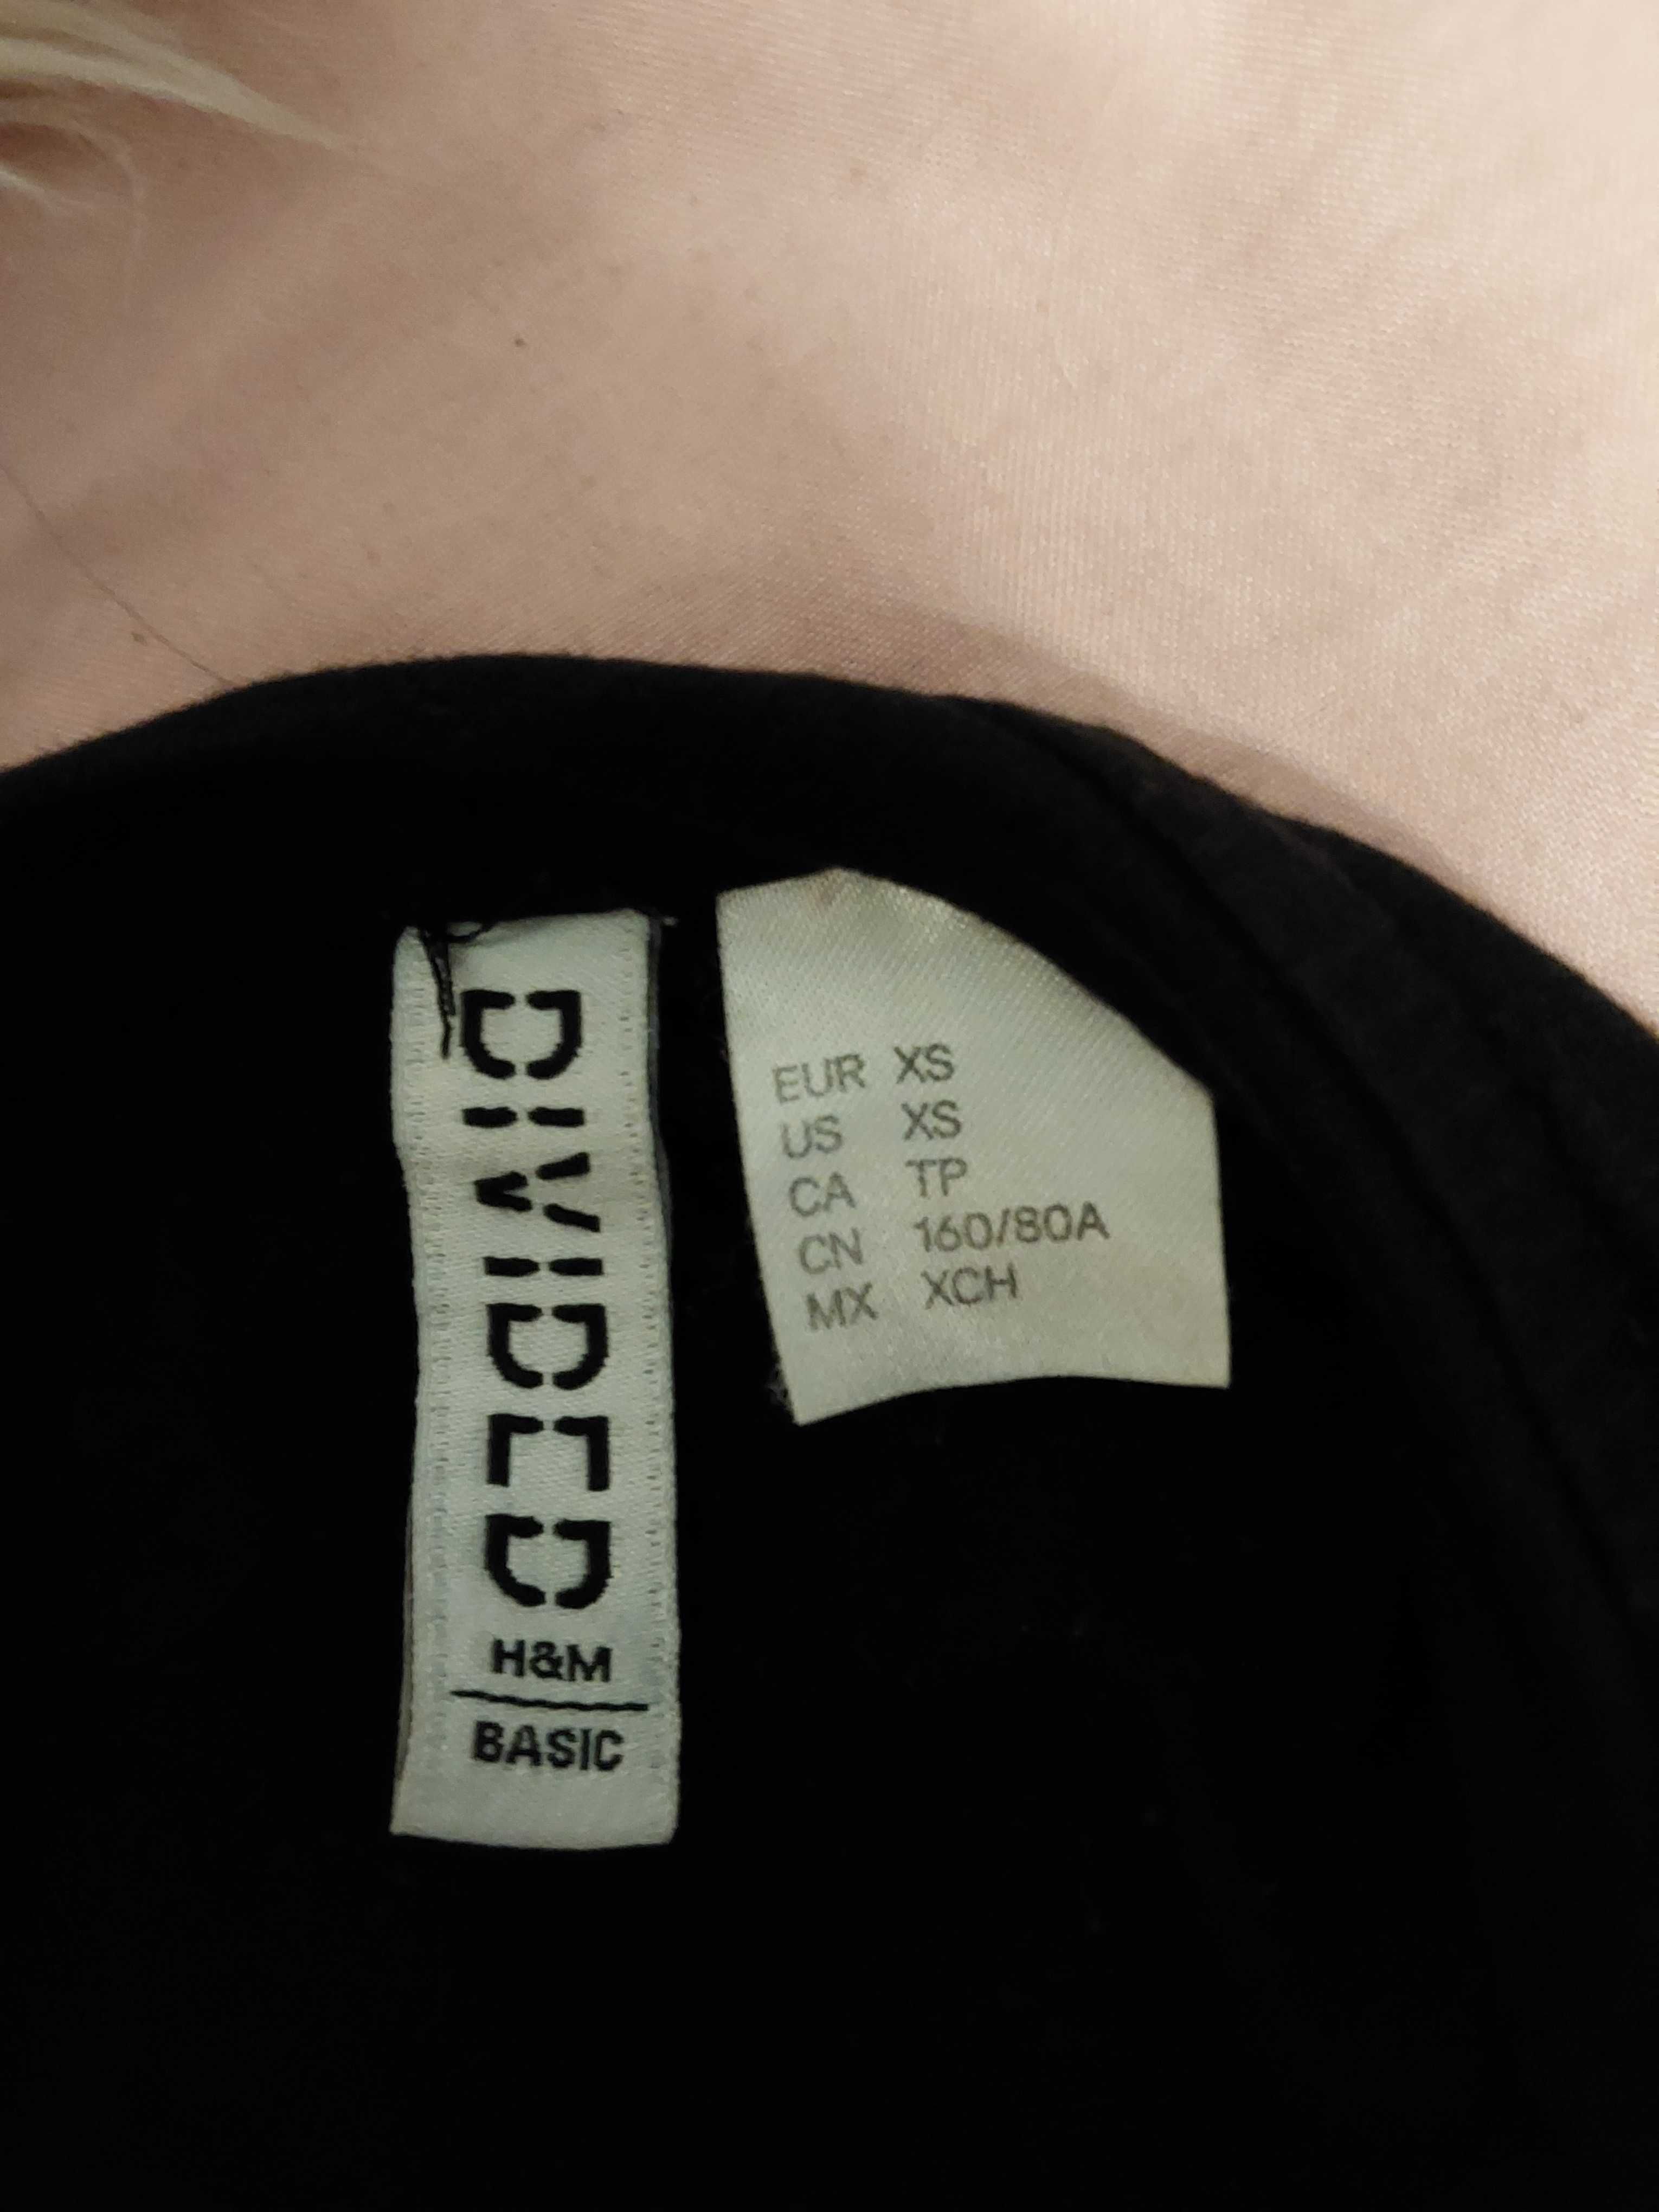 DIVIDED
H&M
BASIC
EUR XS
US XS
CA TP
CN 160/80A
MX XCH